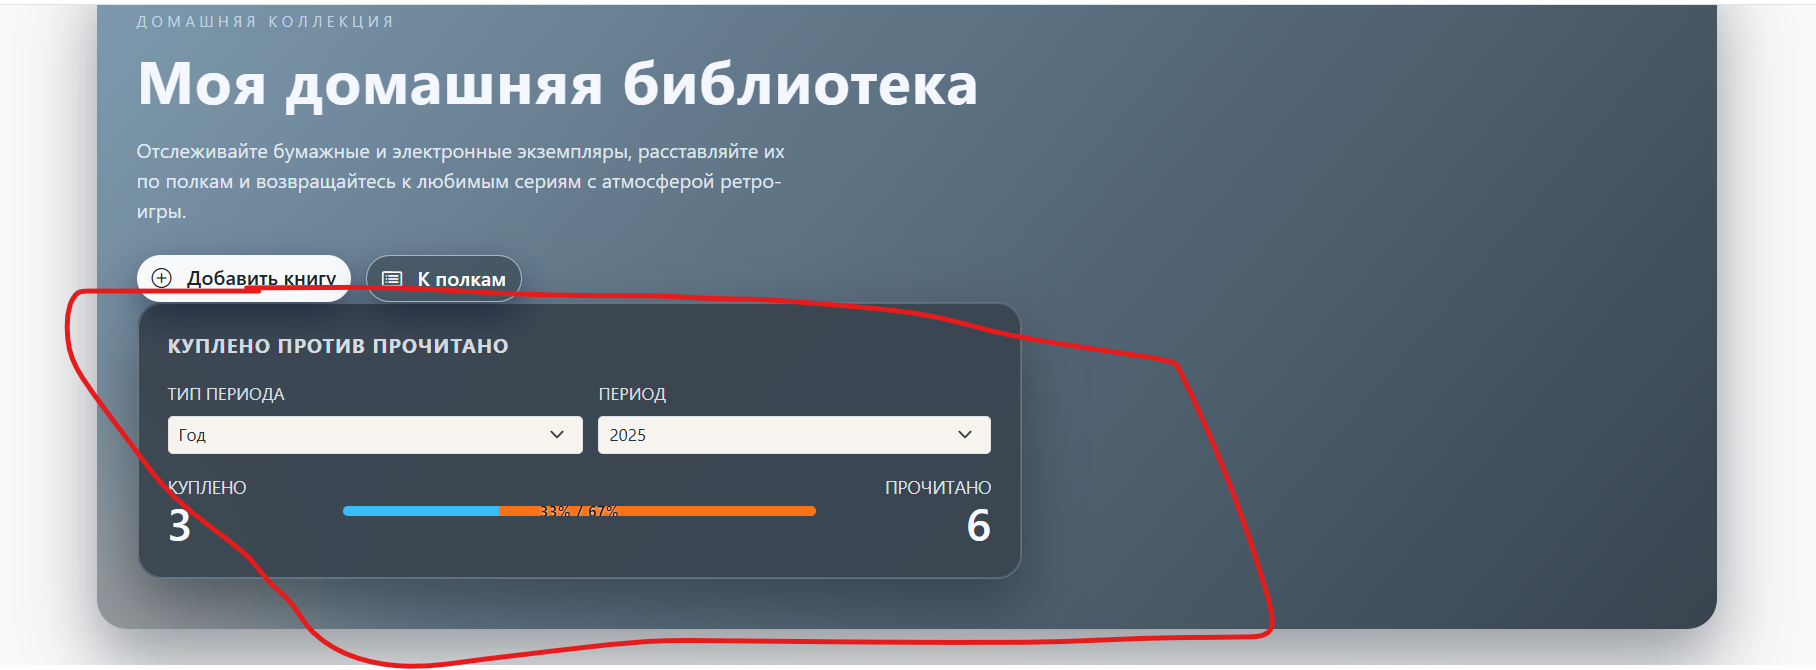 ДОМАШНЯЯ КОЛЛЕКЦИЯ
Моя домашняя библиотека
Отслеживайте бумажные и электронные экземпляры, расставляйте их
по полкам и возвращайтесь к любимым сериям с атмосферой ретро-
игры.
Добавить книгу К полкам
КУПЛЕНО ПРОТИВ ПРОЧИТАНО
ТИП ПЕРИОДА ПЕРИОД
Год 2025
КУПЛЕНО ПРОЧИТАНО
3 33% / 67% 6